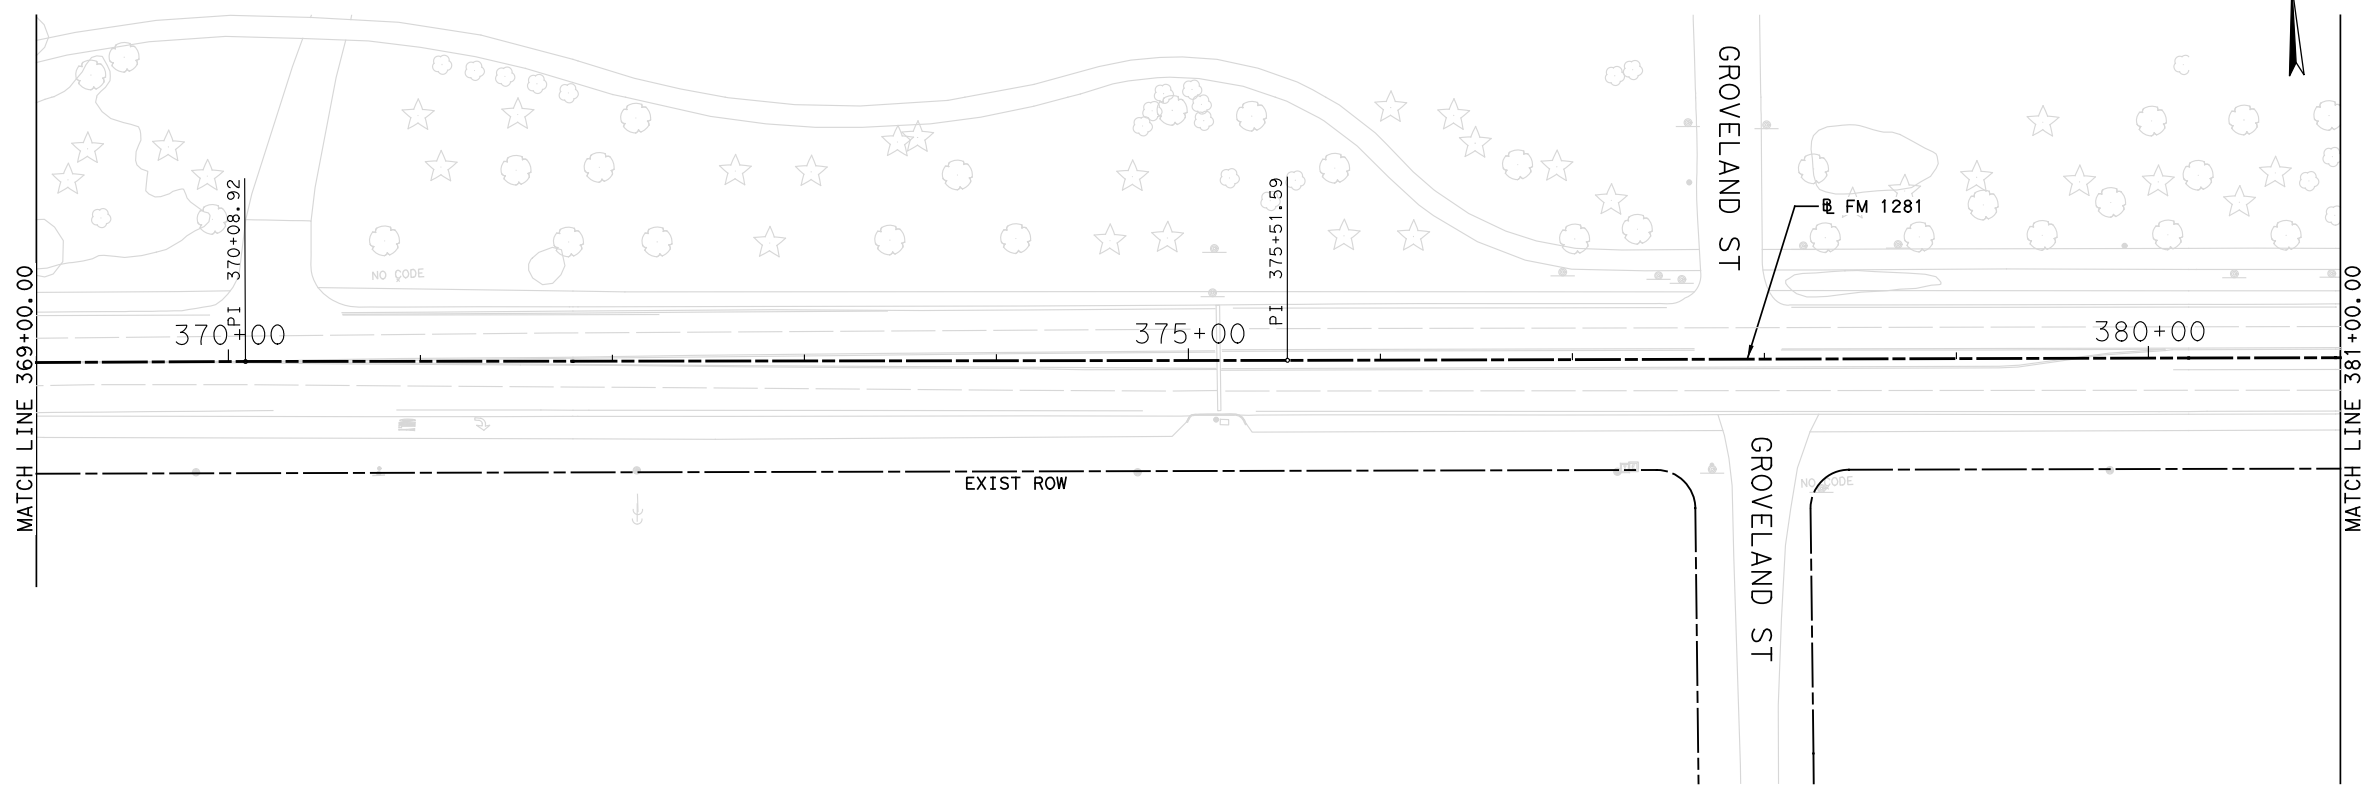 MATCH LINE 369+00.00
370+00
PI 370+08.92
NO CODE
375+00
PI 375+51.59
GROVELAND ST
BL FM 1281
380+00
MATCH LINE 381+00.00
EXIST ROW
GROVELAND ST
NO CODE